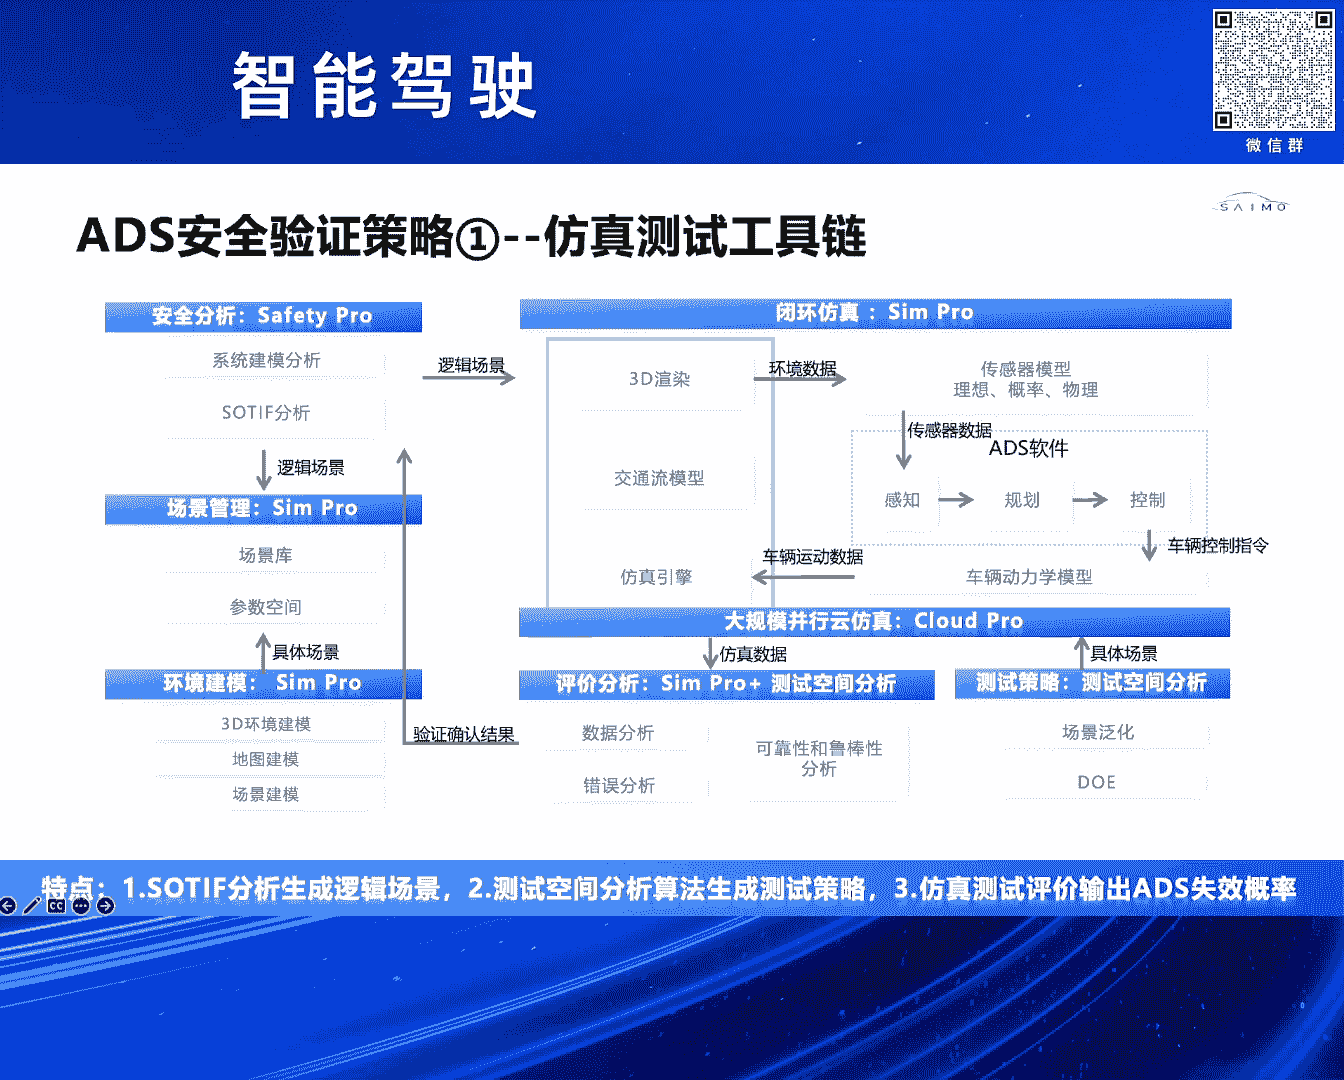 智能驾驶
微信群
SAIMO
ADS安全验证策略①--仿真测试工具链
安全分析：Safety Pro
系统建模分析
SOTIF分析
逻辑场景
逻辑场景
场景管理：Sim Pro
场景库
参数空间
具体场景
环境建模： Sim Pro
3D环境建模
地图建模
场景建模
闭环仿真 ：Sim Pro
3D渲染
环境数据
传感器模型
理想、概率、物理
传感器数据
ADS软件
交通流模型
感知
规划
控制
车辆控制指令
车辆运动数据
仿真引擎
车辆动力学模型
大规模并行云仿真：Cloud Pro
仿真数据
具体场景
评价分析：Sim Pro+ 测试空间分析
测试策略：测试空间分析
验证确认结果
数据分析
错误分析
可靠性和鲁棒性
分析
场景泛化
DOE
特点：1.SOTIF分析生成逻辑场景，2.测试空间分析算法生成测试策略，3.仿真测试评价输出ADS失效概率